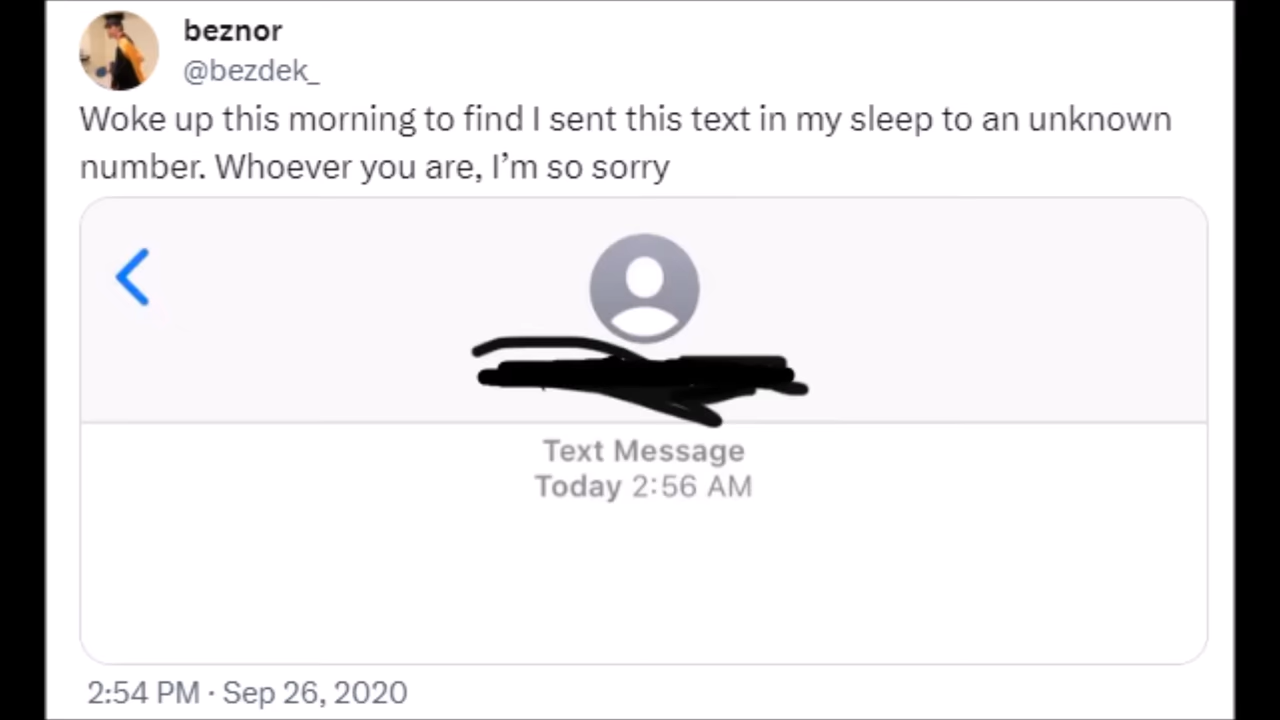 beznor
@bezdek_
Woke up this morning to find I sent this text in my sleep to an unknown
number. Whoever you are, I’m so sorry
Text Message
Today 2:56 AM
2:54 PM · Sep 26, 2020